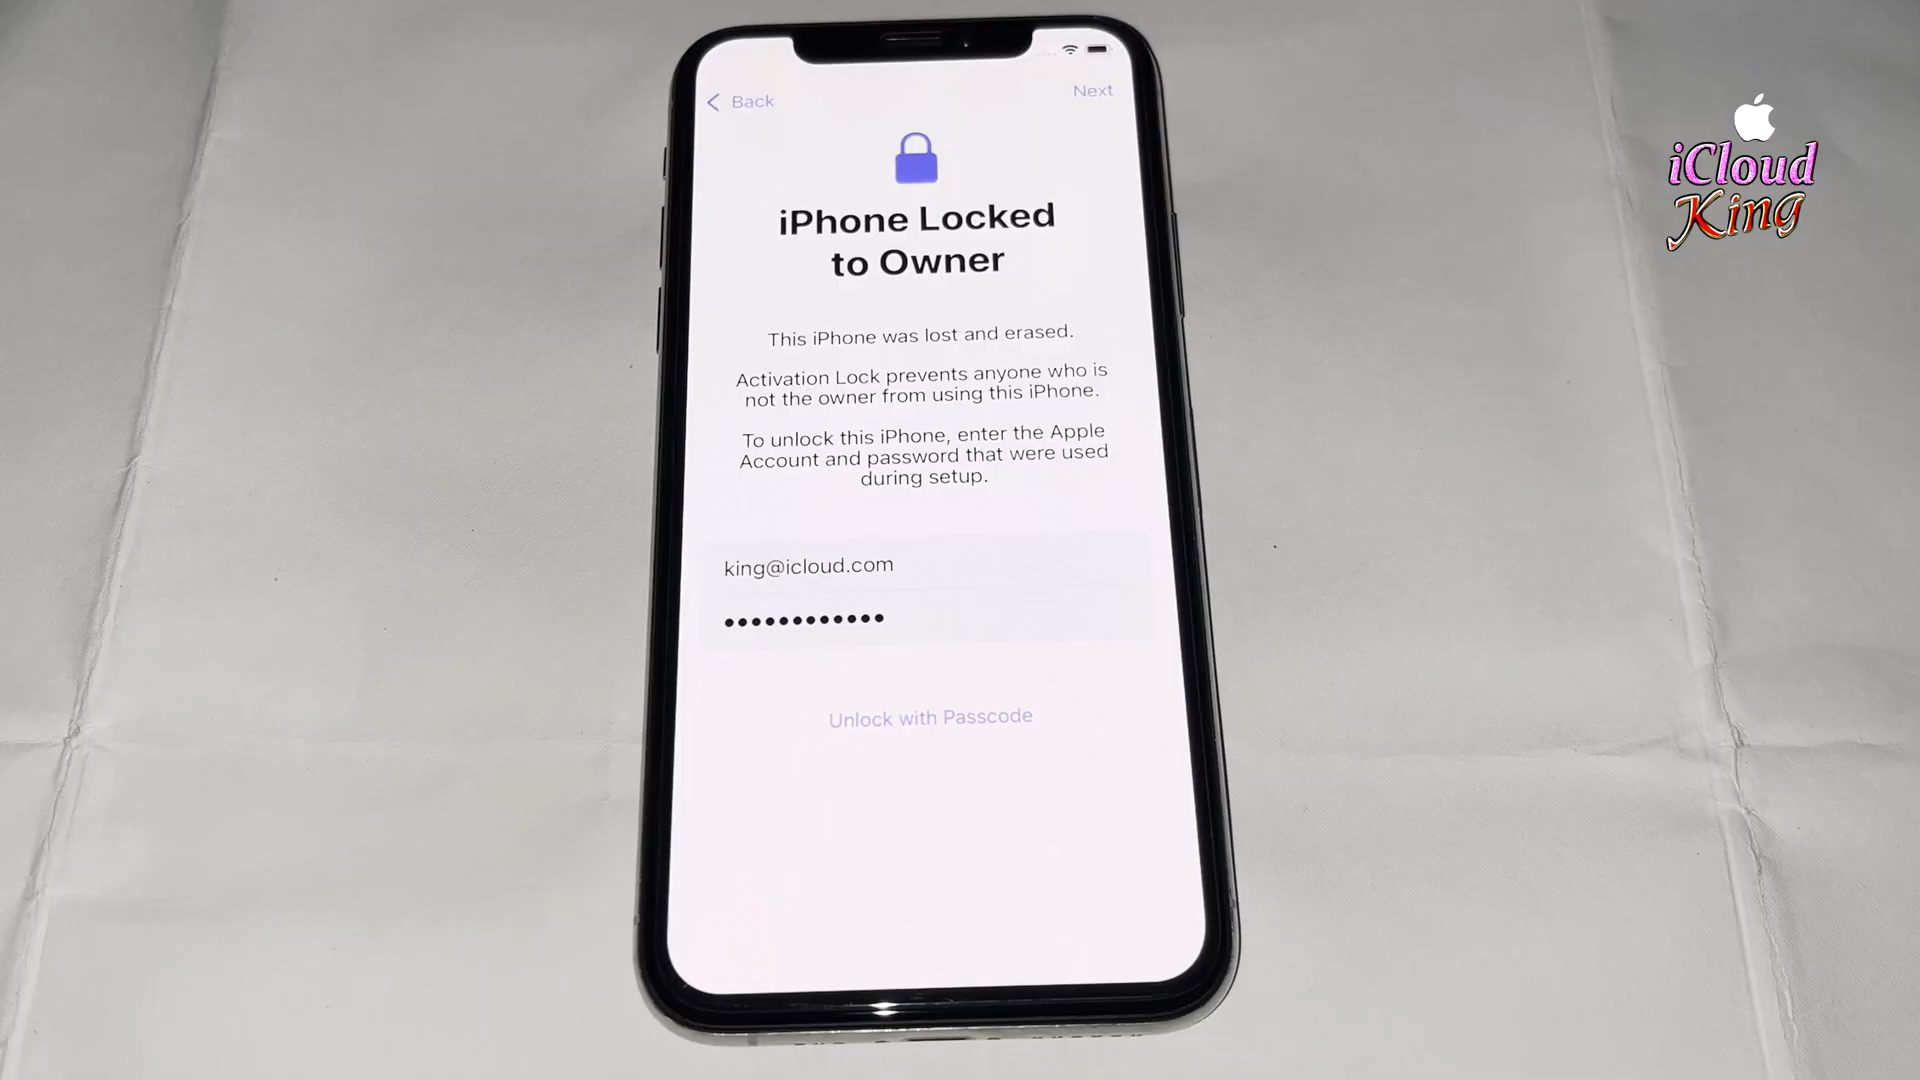 Back
Next
iPhone Locked
to Owner
This iPhone was lost and erased.
Activation Lock prevents anyone who is
not the owner from using this iPhone.
To unlock this iPhone, enter the Apple
Account and password that were used
during setup.
king@icloud.com
••••••••••••
Unlock with Passcode
iCloud
King